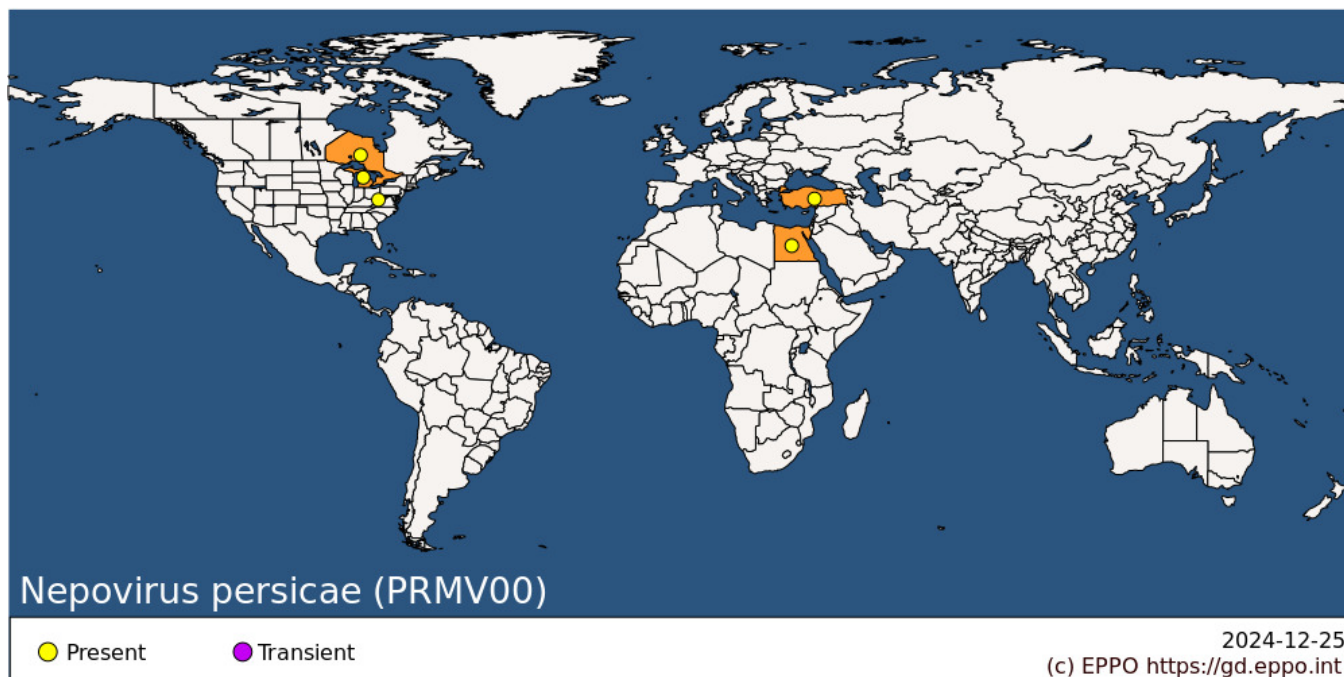 Nepovirus persicae (PRMV00)
Present
Transient
2024-12-25
(c) EPPO https://gd.eppo.int